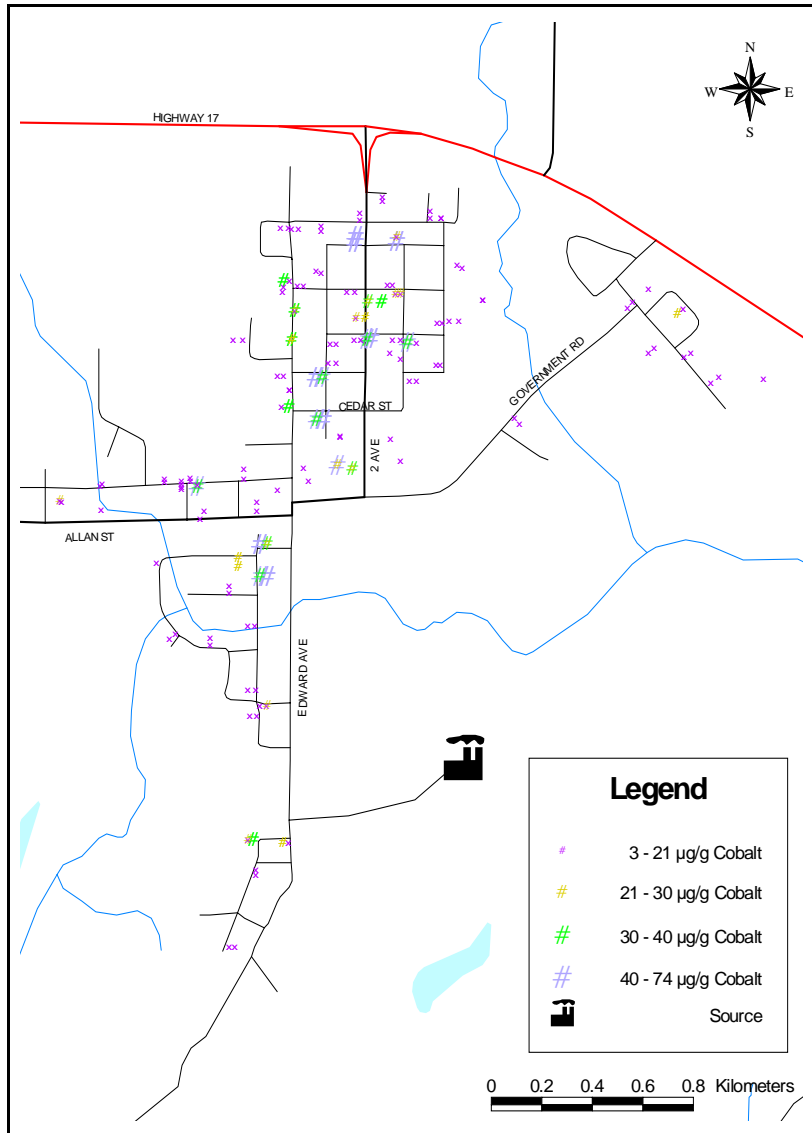 N
W E
S
HIGHWAY 17
GOVERNMENT RD
CEDAR ST
2 AVE
ALLAN ST
EDWARD AVE
Legend
# 3 - 21 µg/g Cobalt
# 21 - 30 µg/g Cobalt
# 30 - 40 µg/g Cobalt
# 40 - 74 µg/g Cobalt
Source
0 0.2 0.4 0.6 0.8 Kilometers